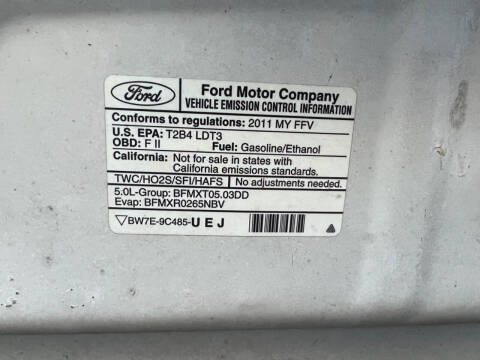 Ford
Ford Motor Company
VEHICLE EMISSION CONTROL INFORMATION
Conforms to regulations: 2011 MY FFV
U.S. EPA: T2B4 LDT3
OBD: F II Fuel: Gasoline/Ethanol
California: Not for sale in states with
California emissions standards.
TWC/HO2S/SFI/HAFS No adjustments needed.
5.0L-Group: BFMXT05.03DD
Evap: BFMXR0265NBV
BW7E-9C485-UEJ